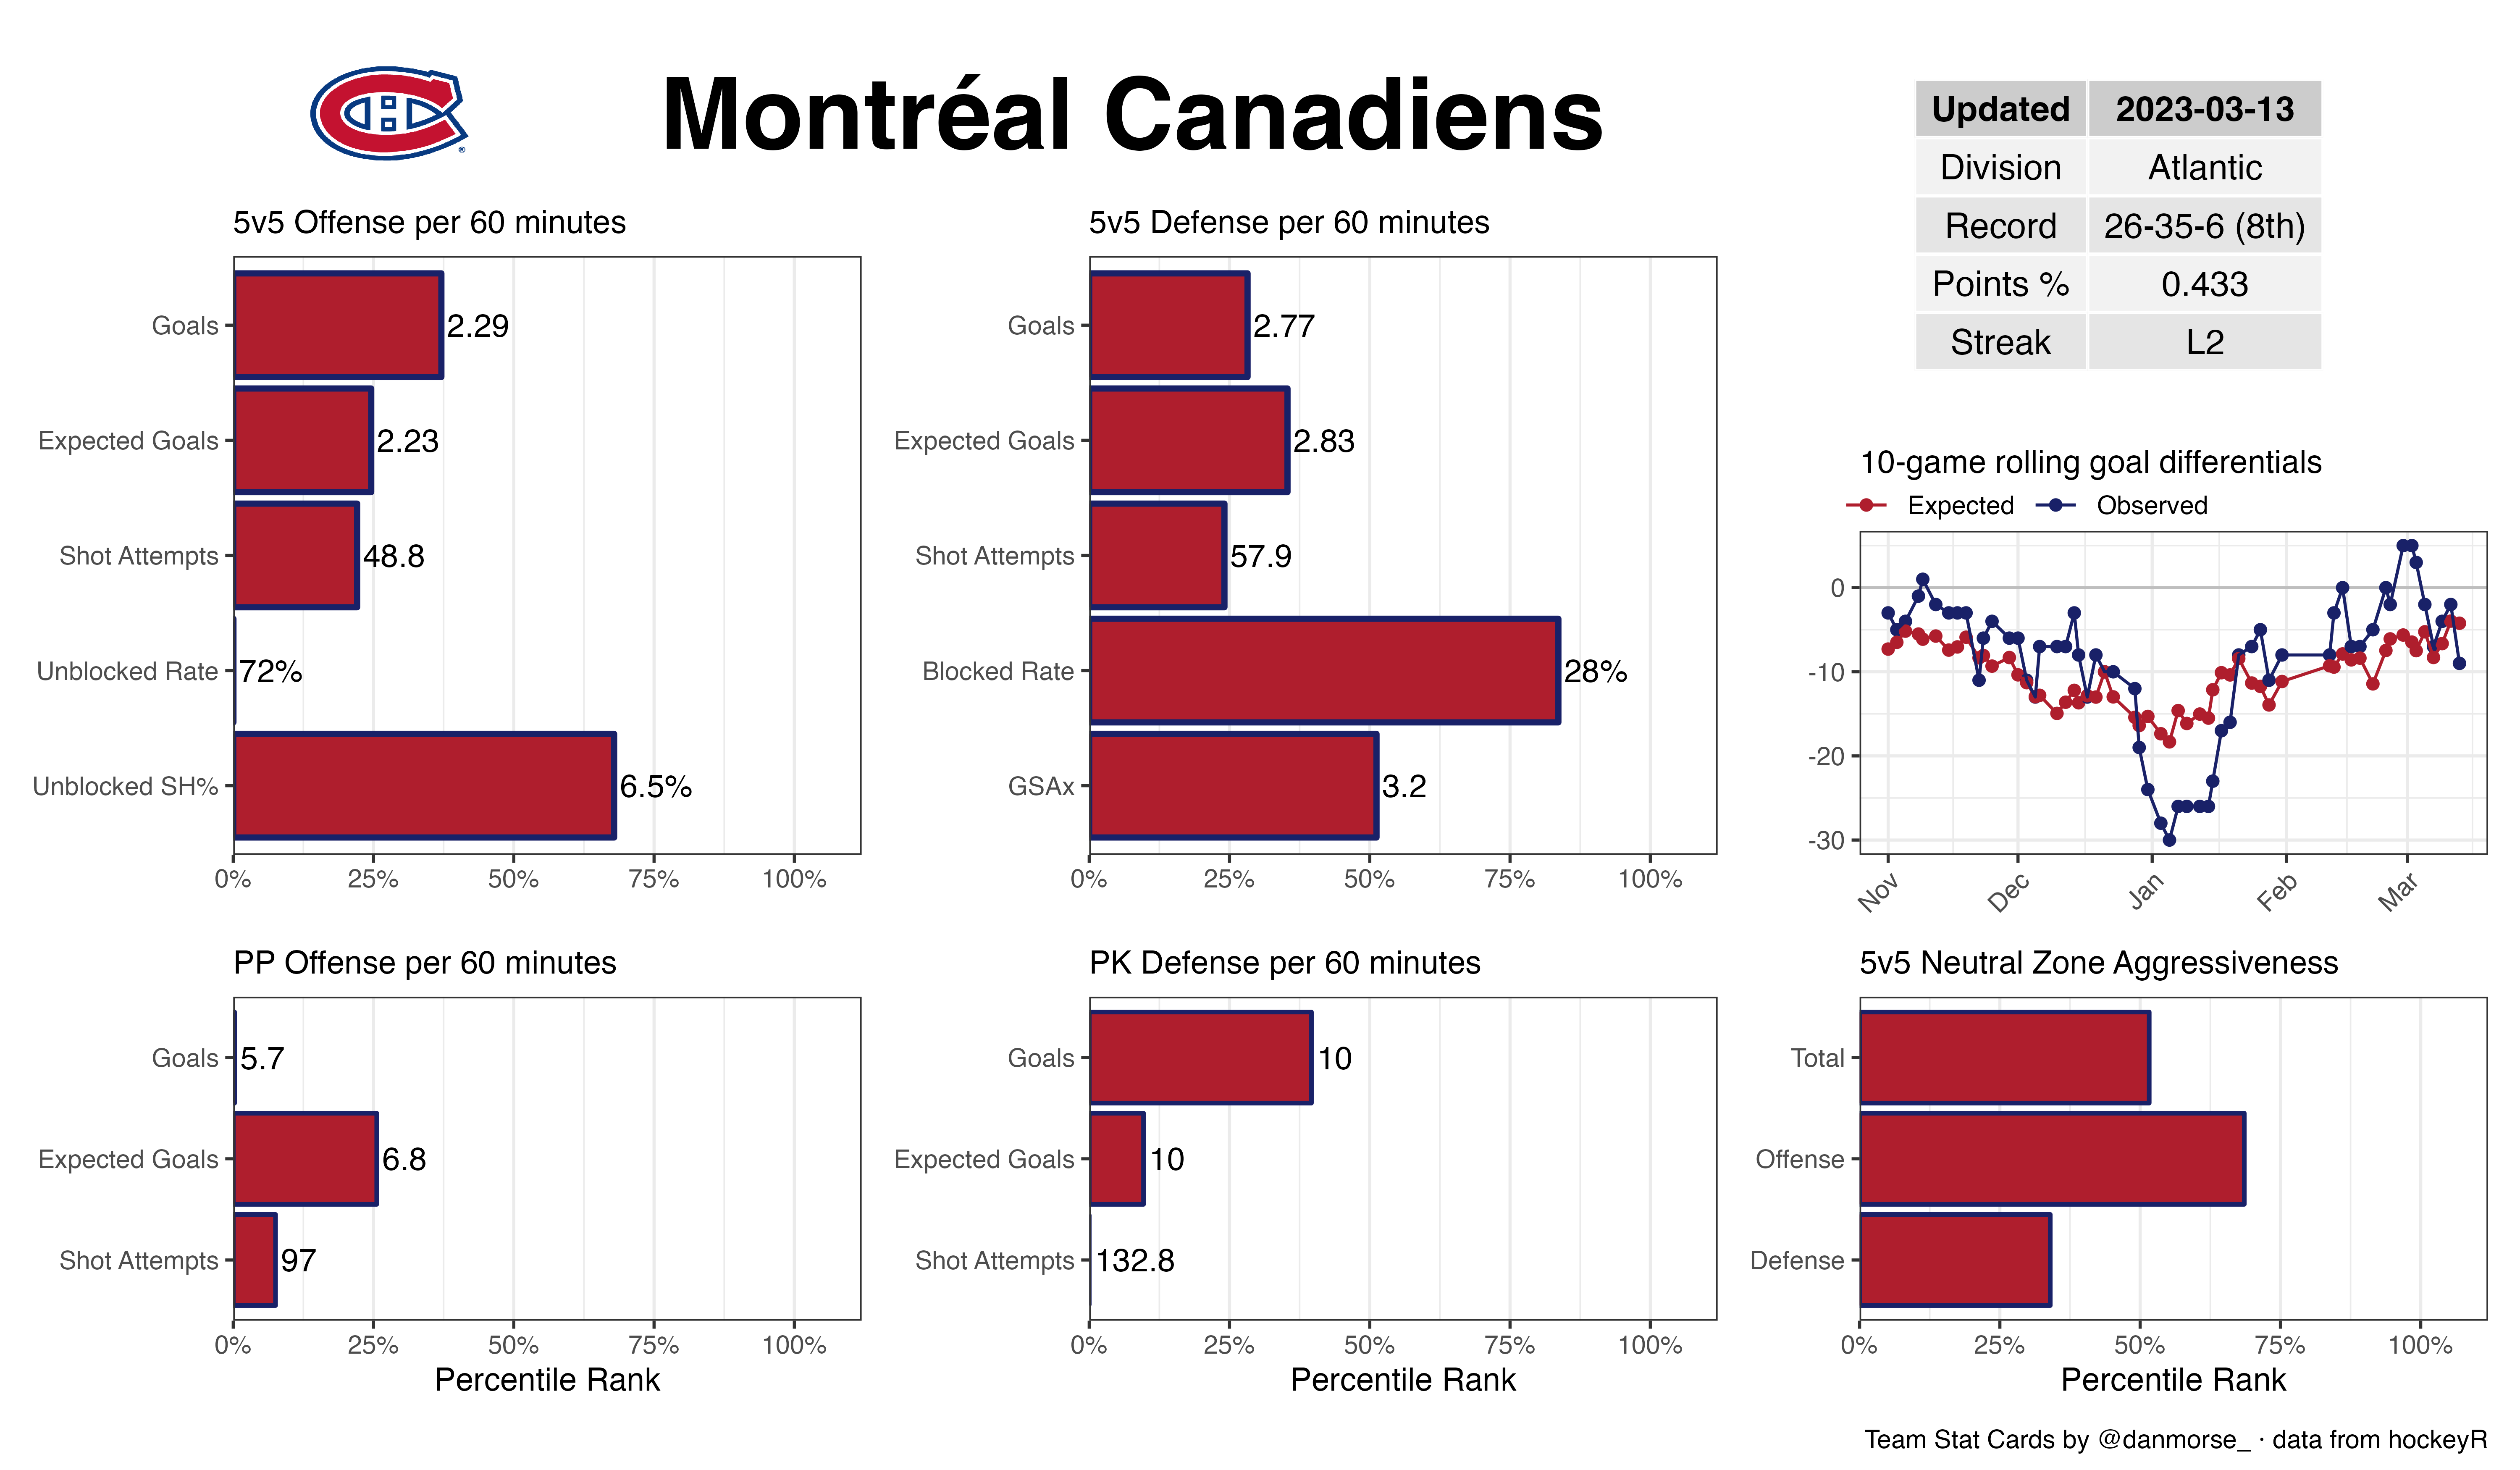 Montréal Canadiens
®
Updated 2023-03-13
Division Atlantic
Record 26-35-6 (8th)
Points % 0.433
Streak L2
5v5 Offense per 60 minutes
Goals 2.29
Expected Goals 2.23
Shot Attempts 48.8
Unblocked Rate 72%
Unblocked SH% 6.5%
0% 25% 50% 75% 100%
5v5 Defense per 60 minutes
Goals 2.77
Expected Goals 2.83
Shot Attempts 57.9
Blocked Rate 28%
GSAx 3.2
0% 25% 50% 75% 100%
10-game rolling goal differentials
Expected Observed
0
-10
-20
-30
Nov Dec Jan Feb Mar
PP Offense per 60 minutes
Goals 5.7
Expected Goals 6.8
Shot Attempts 97
0% 25% 50% 75% 100%
Percentile Rank
PK Defense per 60 minutes
Goals 10
Expected Goals 10
Shot Attempts 132.8
0% 25% 50% 75% 100%
Percentile Rank
5v5 Neutral Zone Aggressiveness
Total
Offense
Defense
0% 25% 50% 75% 100%
Percentile Rank
Team Stat Cards by @danmorse_ · data from hockeyR